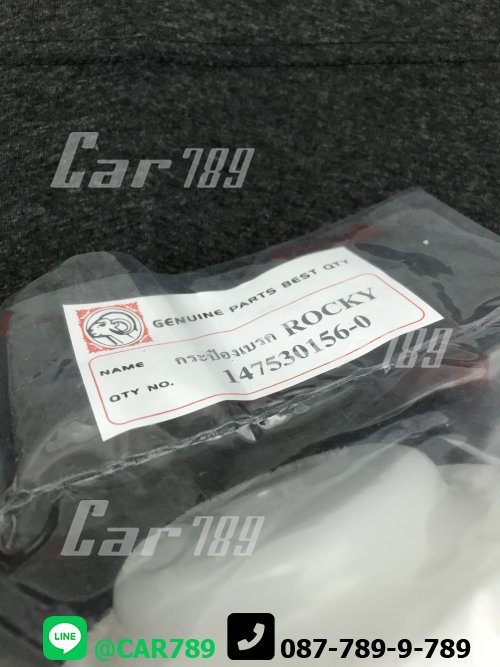 Car789
GENUINE PARTS BEST QTY
NAME กระป๋องเบรก ROCKY
QTY NO. 147530156-0
789
Car789
LINE @CAR789 087-789-9-789